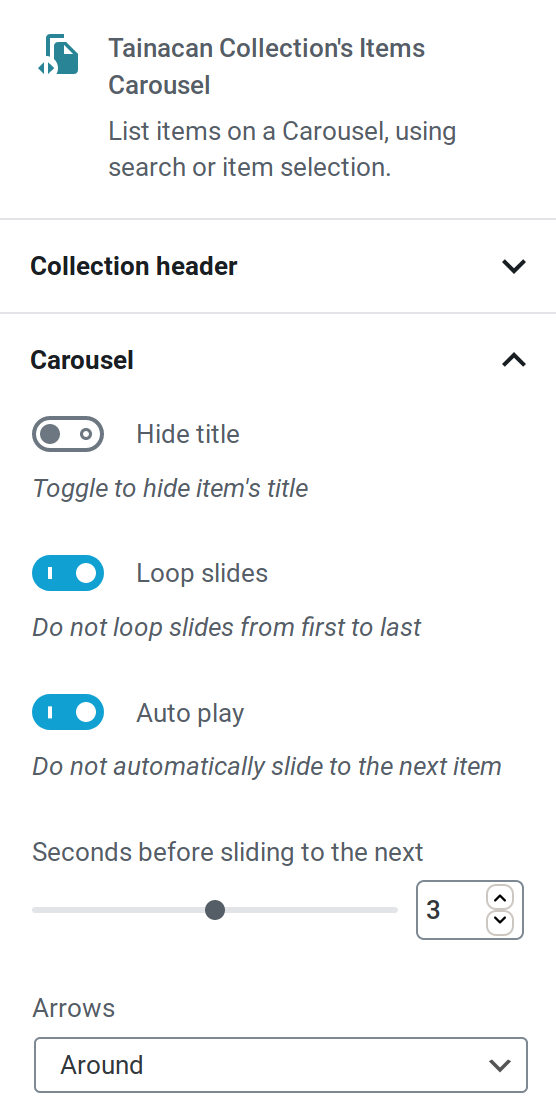 Tainacan Collection's Items
Carousel
List items on a Carousel, using
search or item selection.
Collection header
Carousel
Hide title
Toggle to hide item's title
Loop slides
Do not loop slides from first to last
Auto play
Do not automatically slide to the next item
Seconds before sliding to the next
3
Arrows
Around